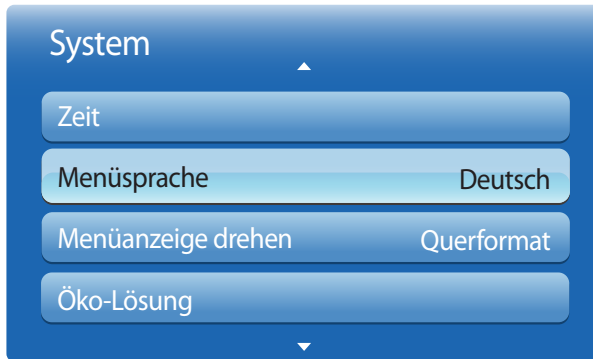 System
Zeit
Menüsprache Deutsch
Menüanzeige drehen Querformat
Öko-Lösung